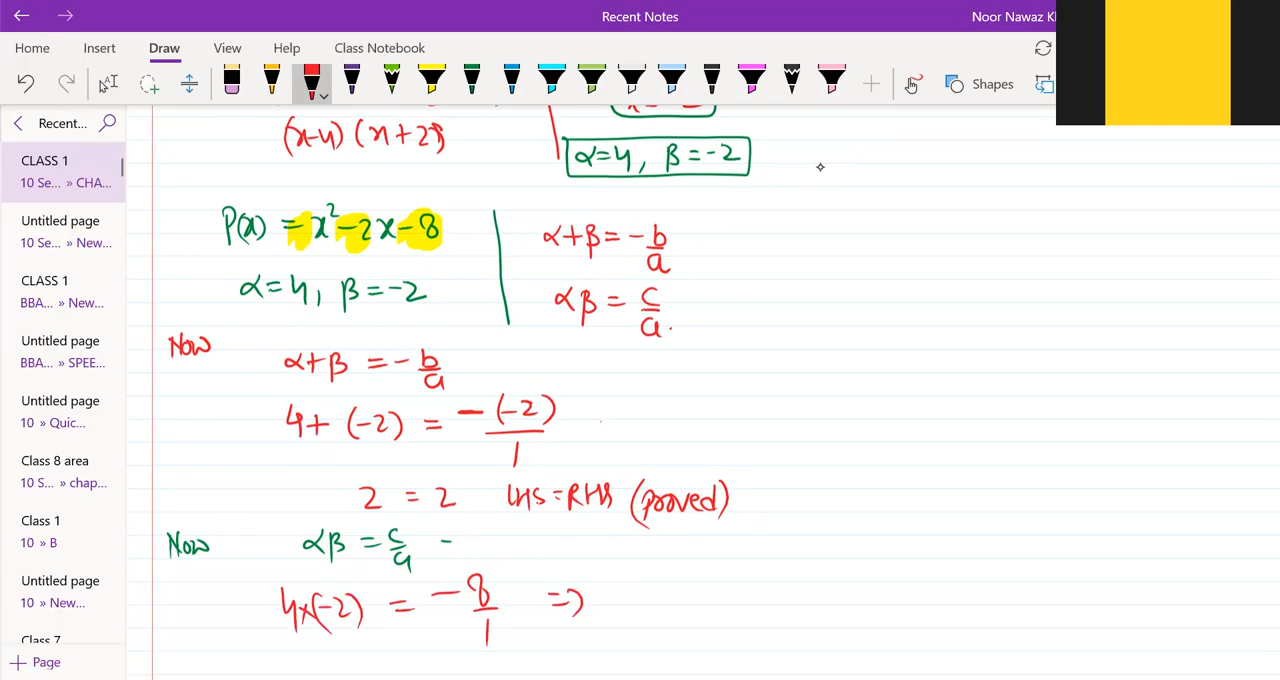 Recent Notes
Noor Nawaz
Home Insert Draw View Help Class Notebook
Shapes
Recent...
CLASS 1
10 Se... » CHA...
Untitled page
10 Se... » New...
CLASS 1
BBA... » New...
Untitled page
BBA... » SPEE...
Untitled page
10 » Quic...
Class 8 area
10 S... » chap...
Class 1
10 » B
Untitled page
10 » New...
Class 7
Page
(x-4) (x+2)
α=4, β=-2
P(x) = x² -2x -8
α=4, β=-2
α+β = -b/a
αβ = c/a.
Now
α+β = -b/a
4+ (-2) = -(-2)/1
2 = 2 LHS=RHS (proved)
Now αβ = c/a -
4×(-2) = -8/1 =>